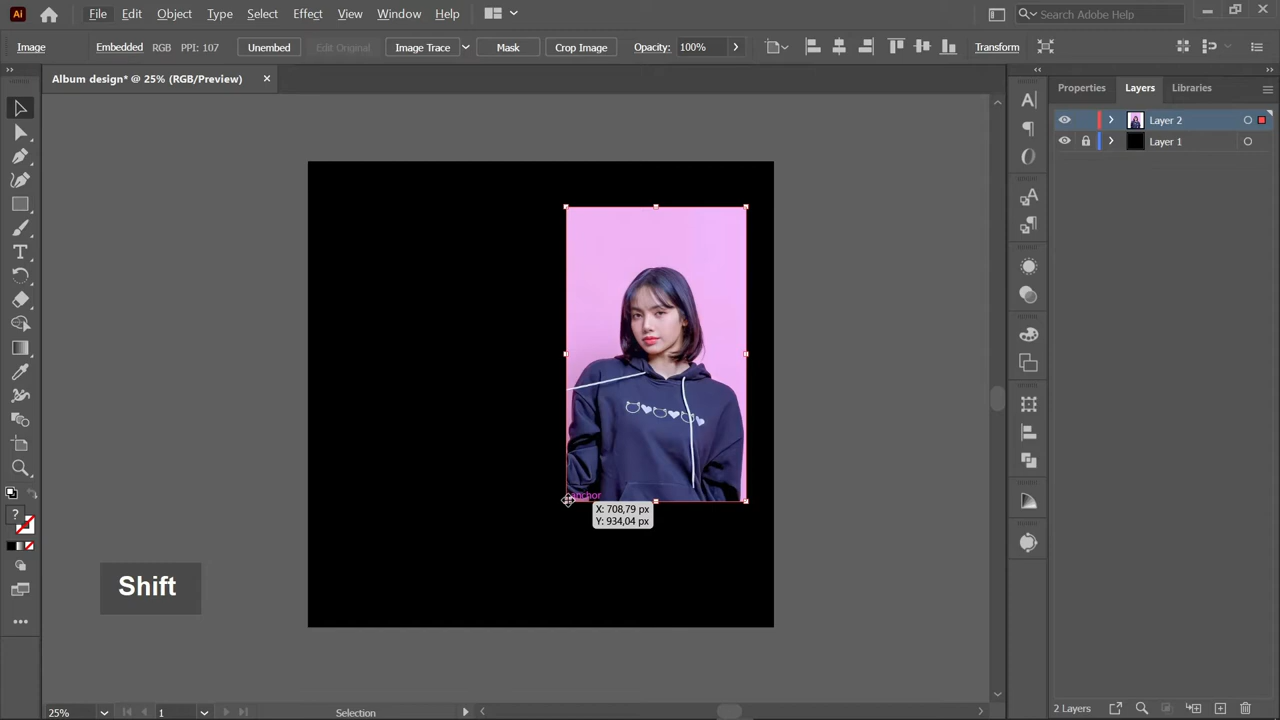 Ai File Edit Object Type Select Effect View Window Help Search Adobe Help
Image Embedded RGB PPI: 107 Unembed Edit Original Image Trace Mask Crop Image Opacity: 100% Transform
Album design* @ 25% (RGB/Preview) ×
Properties Layers Libraries
Layer 2
Layer 1
anchor
X: 708,79 px
Y: 934,04 px
Shift
?
25% 1 Selection 2 Layers